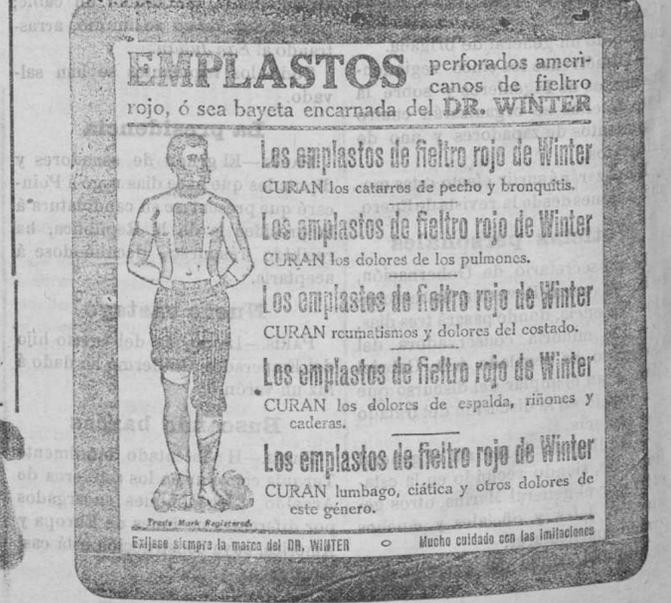 EMPLASTOS perforados ameri-
canos de fieltro
rojo, ó sea bayeta encarnada del DR. WINTER
Los emplastos de fieltro rojo de Winter
CURAN los catarros de pecho y bronquitis.
Los emplastos de fieltro rojo de Winter
CURAN los dolores de los pulmones.
Los emplastos de fieltro rojo de Winter
CURAN reumatismos y dolores del costado.
Los emplastos de fieltro rojo de Winter
CURAN los dolores de espalda, riñones y
caderas.
Los emplastos de fieltro rojo de Winter
CURAN lumbago, ciática y otros dolores de
este género.
Trade Mark Registered.
Exíjase siempre la marca del DR. WINTER
Mucho cuidado con las imitaciones